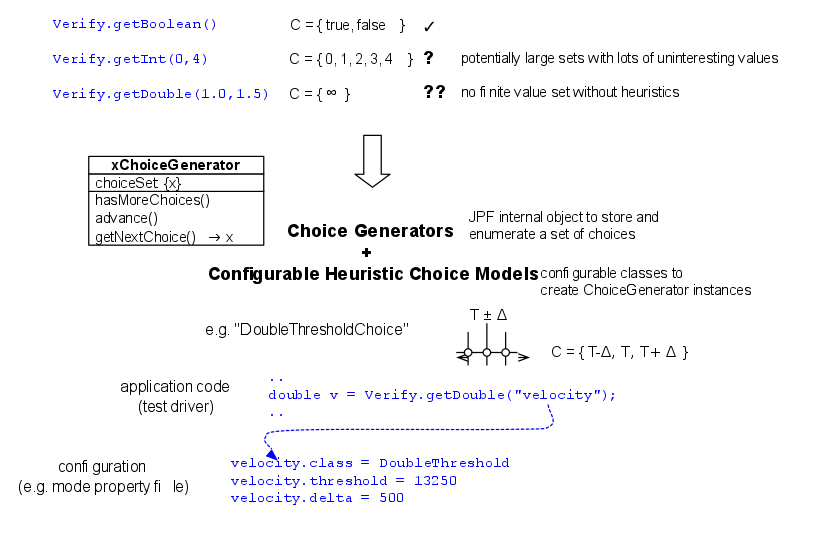 Verify.getBoolean() C = { true, false } ✓
Verify.getInt(0,4) C = { 0, 1, 2, 3, 4 } ? potentially large sets with lots of uninteresting values
Verify.getDouble(1.0,1.5) C = { ∞ } ?? no finite value set without heuristics
xChoiceGenerator
choiceSet {x}
hasMoreChoices()
advance()
getNextChoice() → x
Choice Generators
+
Configurable Heuristic Choice Models
JPF internal object to store and
enumerate a set of choices
configurable classes to
create ChoiceGenerator instances
e.g. "DoubleThresholdChoice"
T ± Δ
C = { T-Δ, T, T+ Δ }
application code
(test driver)
..
double v = Verify.getDouble("velocity");
..
configuration
(e.g. mode property file)
velocity.class = DoubleThreshold
velocity.threshold = 13250
velocity.delta = 500